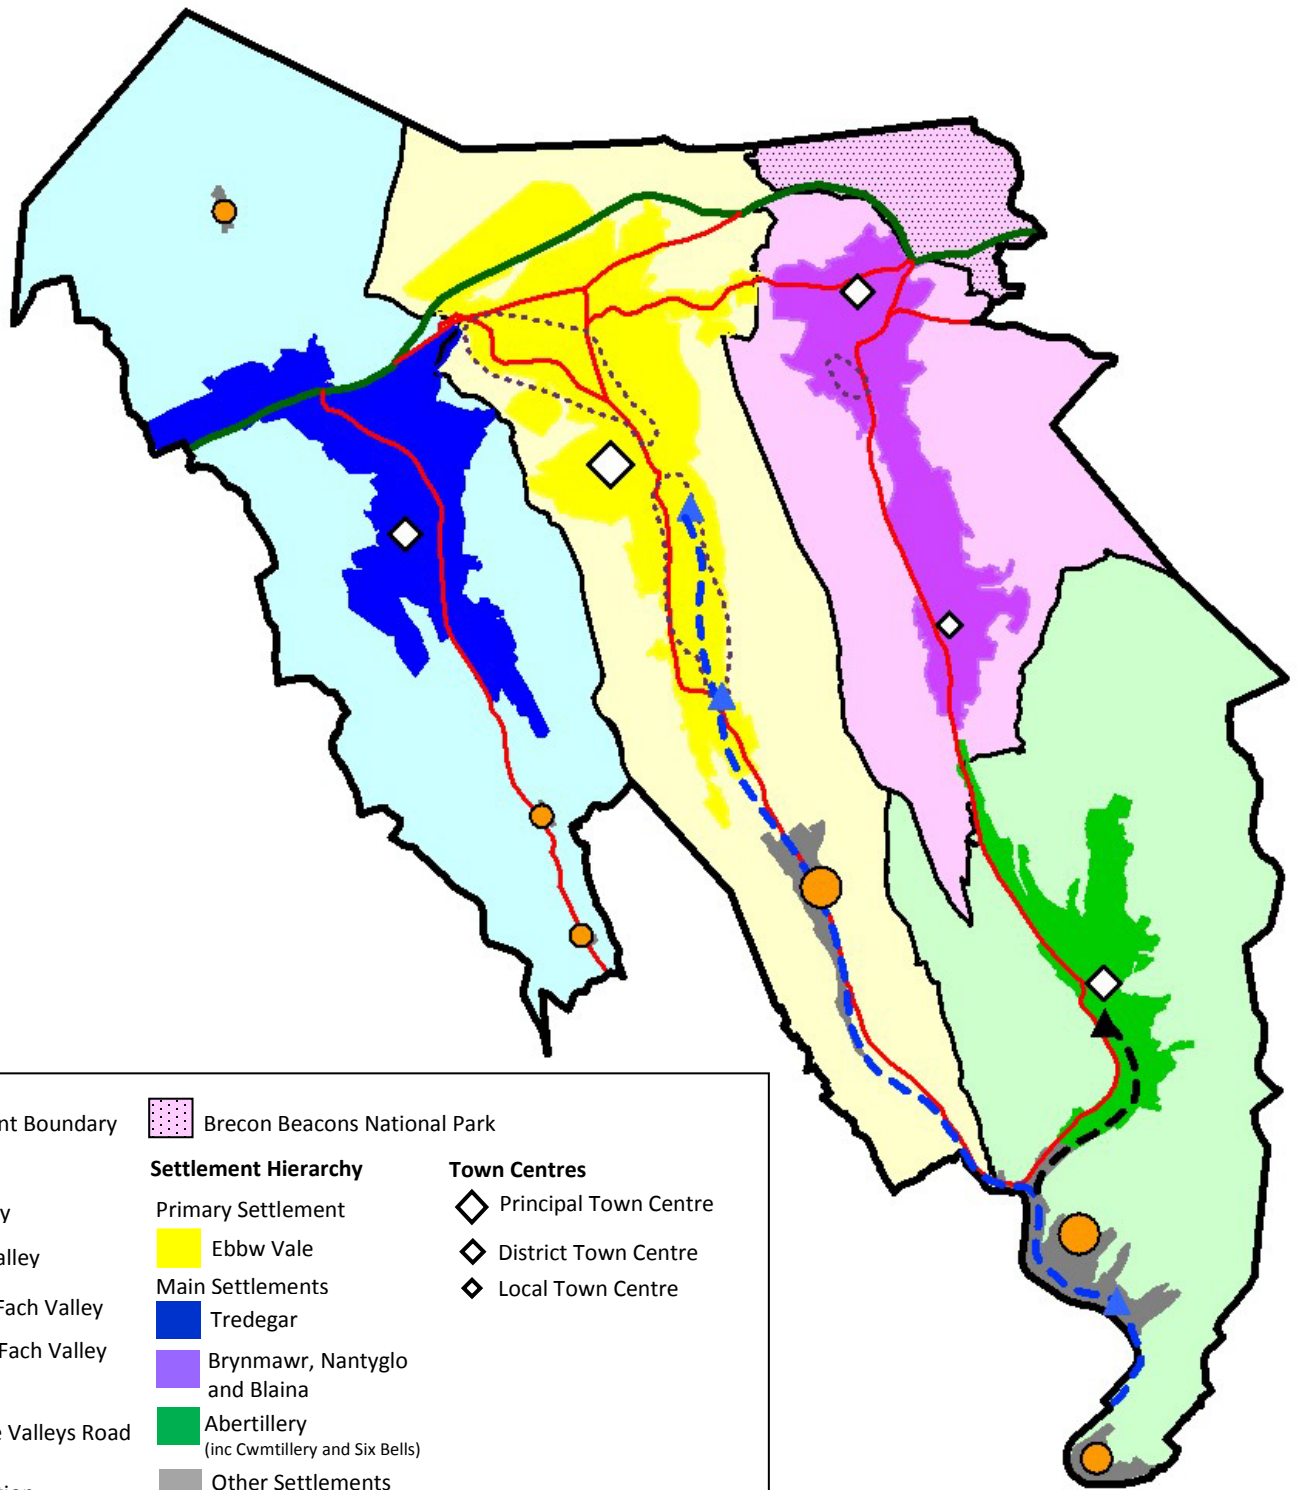 nt Boundary
Brecon Beacons National Park
Settlement Hierarchy
Town Centres
Primary Settlement
Principal Town Centre
y
Ebbw Vale
alley
District Town Centre
Main Settlements
Local Town Centre
Fach Valley
Tredegar
Fach Valley
Brynmawr, Nantyglo
and Blaina
Abertillery
e Valleys Road
(inc Cwmtillery and Six Bells)
Other Settlements